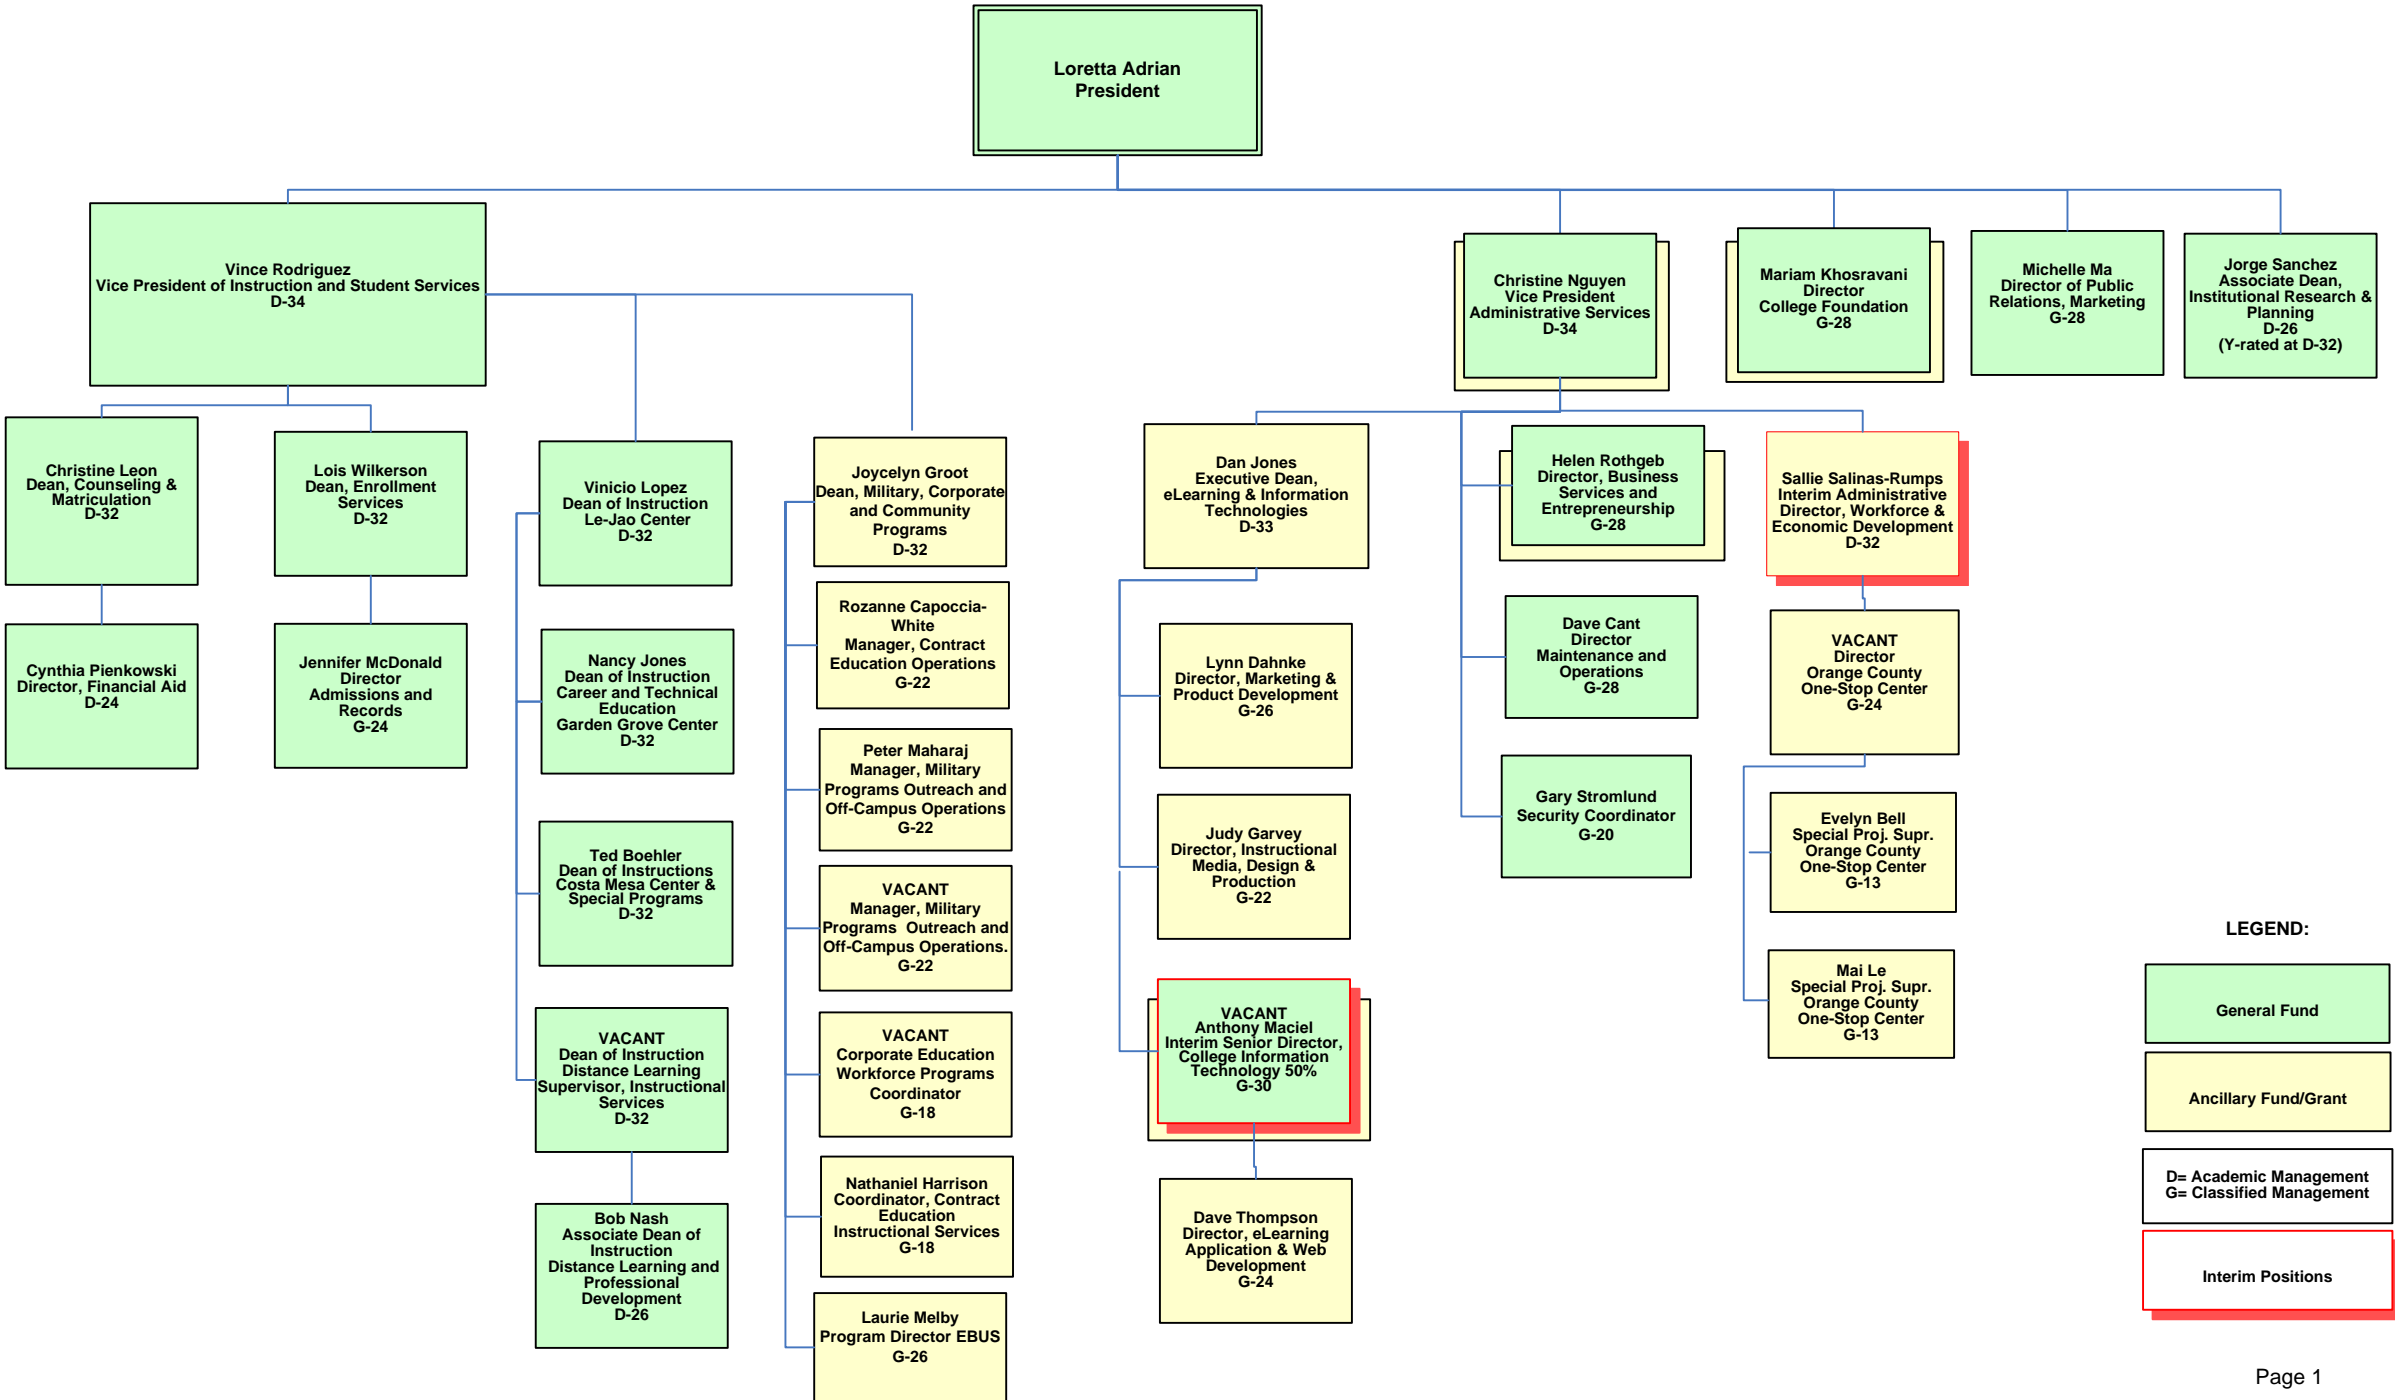 Loretta Adrian
President
Vince Rodriguez
Vice President of Instruction and Student Services
D-34
Christine Nguyen
Vice President
Administrative Services
D-34
Mariam Khosravani
Director
College Foundation
G-28
Michelle Ma
Director of Public
Relations, Marketing
G-28
Jorge Sanchez
Associate Dean,
Institutional Research &
Planning
D-26
(Y-rated at D-32)
Christine Leon
Dean, Counseling &
Matriculation
D-32
Lois Wilkerson
Dean, Enrollment
Services
D-32
Cynthia Pienkowski
Director, Financial Aid
D-24
Jennifer McDonald
Director
Admissions and
Records
G-24
Vinicio Lopez
Dean of Instruction
Le-Jao Center
D-32
Nancy Jones
Dean of Instruction
Career and Technical
Education
Garden Grove Center
D-32
Ted Boehler
Dean of Instructions
Costa Mesa Center &
Special Programs
D-32
VACANT
Dean of Instruction
Distance Learning
Supervisor, Instructional
Services
D-32
Bob Nash
Associate Dean of
Instruction
Distance Learning and
Professional
Development
D-26
Joycelyn Groot
Dean, Military, Corporate
and Community
Programs
D-32
Rozanne Capoccia-
White
Manager, Contract
Education Operations
G-22
Peter Maharaj
Manager, Military
Programs Outreach and
Off-Campus Operations
G-22
VACANT
Manager, Military
Programs  Outreach and
Off-Campus Operations.
G-22
VACANT
Corporate Education
Workforce Programs
Coordinator
G-18
Nathaniel Harrison
Coordinator, Contract
Education
Instructional Services
G-18
Laurie Melby
Program Director EBUS
G-26
Dan Jones
Executive Dean,
eLearning & Information
Technologies
D-33
Lynn Dahnke
Director, Marketing &
Product Development
G-26
Judy Garvey
Director, Instructional
Media, Design &
Production
G-22
VACANT
Anthony Maciel
Interim Senior Director,
College Information
Technology 50%
G-30
Dave Thompson
Director, eLearning
Application & Web
Development
G-24
Helen Rothgeb
Director, Business
Services and
Entrepreneurship
G-28
Dave Cant
Director
Maintenance and
Operations
G-28
Gary Stromlund
Security Coordinator
G-20
Sallie Salinas-Rumps
Interim Administrative
Director, Workforce &
Economic Development
D-32
VACANT
Director
Orange County
One-Stop Center
G-24
Evelyn Bell
Special Proj. Supr.
Orange County
One-Stop Center
G-13
Mai Le
Special Proj. Supr.
Orange County
One-Stop Center
G-13
LEGEND:
General Fund
Ancillary Fund/Grant
D= Academic Management
G= Classified Management
Interim Positions
Page 1